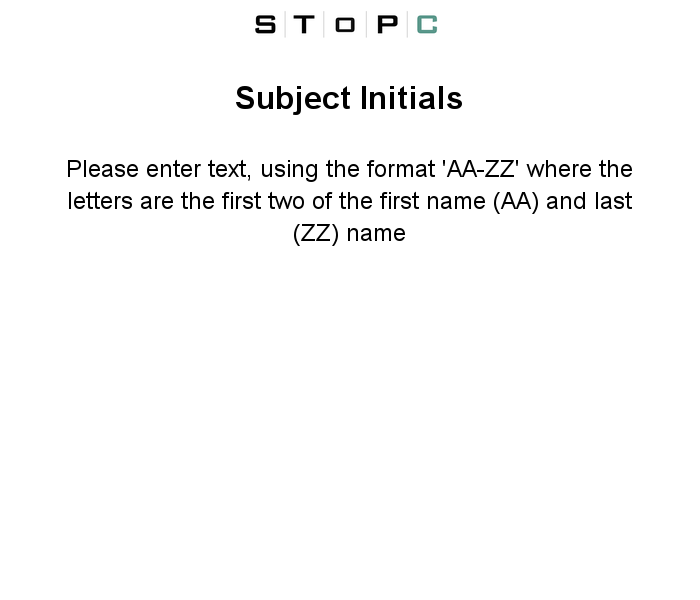 STOPC
Subject Initials
Please enter text, using the format 'AA-ZZ' where the
letters are the first two of the first name (AA) and last
(ZZ) name